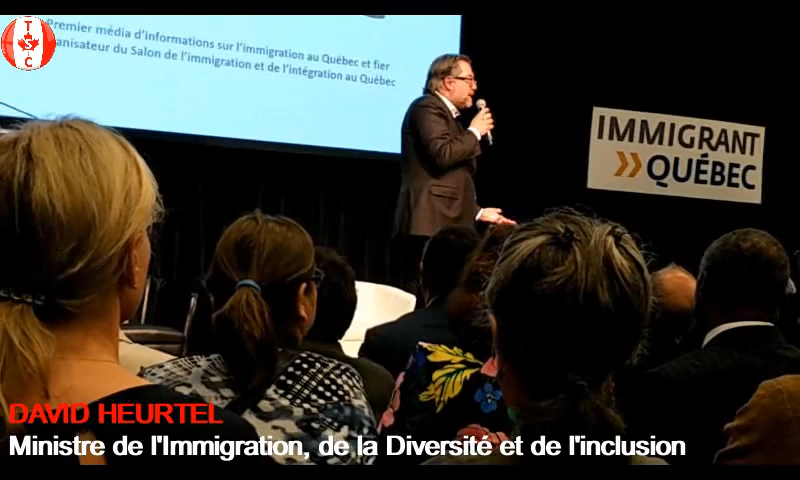 T
S
C
Premier média d'informations sur l'immigration au Québec et fier
anisateur du Salon de l'immigration et de l'intégration au Québec
IMMIGRANT
QUÉBEC
DAVID HEURTEL
Ministre de l'Immigration, de la Diversité et de l'inclusion